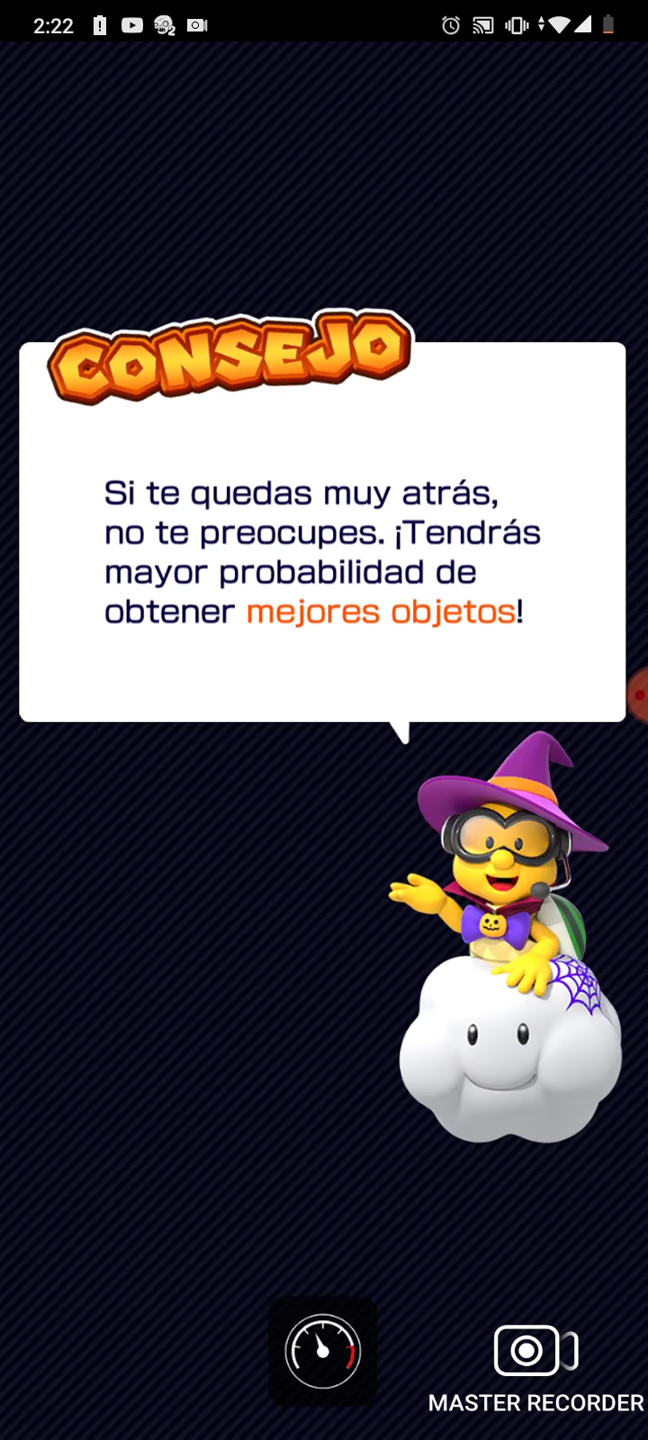 2:22
2
CONSEJO
Si te quedas muy atrás,
no te preocupes. ¡Tendrás
mayor probabilidad de
obtener mejores objetos!
MASTER RECORDER